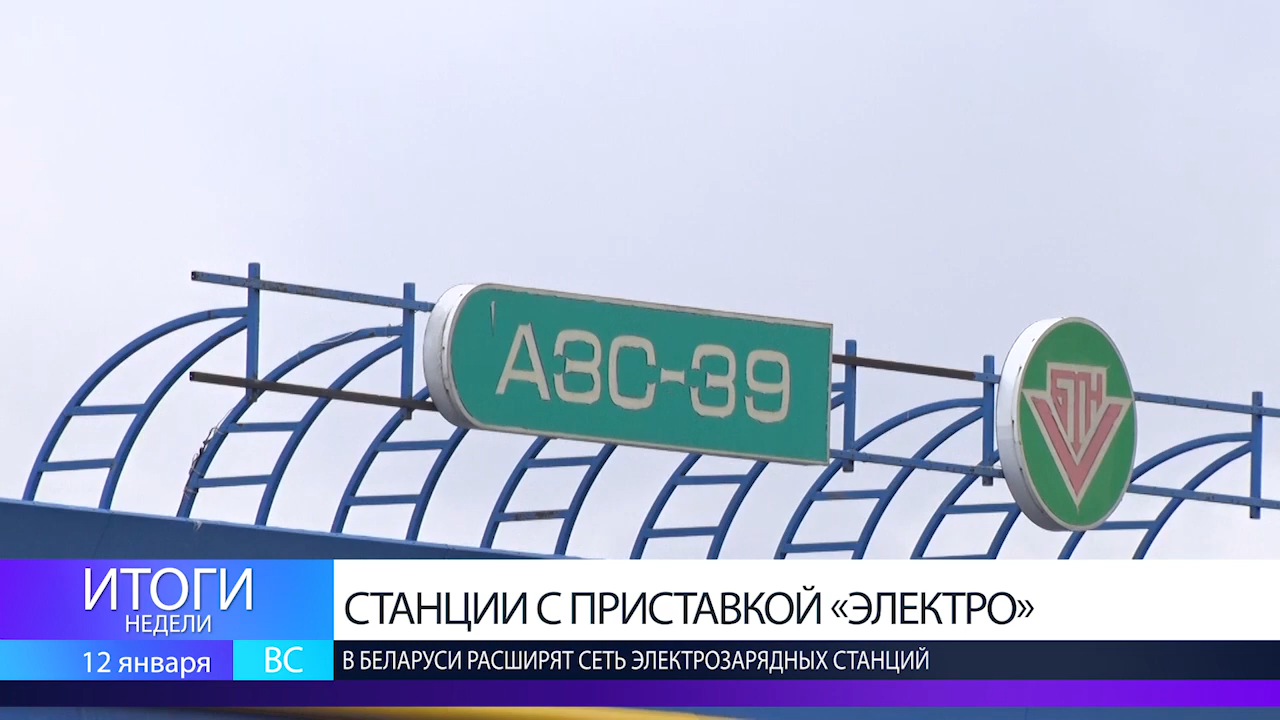 АЗС-39
БТН
ИТОГИ
НЕДЕЛИ
СТАНЦИИ С ПРИСТАВКОЙ «ЭЛЕКТРО»
12 января
ВС
В БЕЛАРУСИ РАСШИРЯТ СЕТЬ ЭЛЕКТРОЗАРЯДНЫХ СТАНЦИЙ